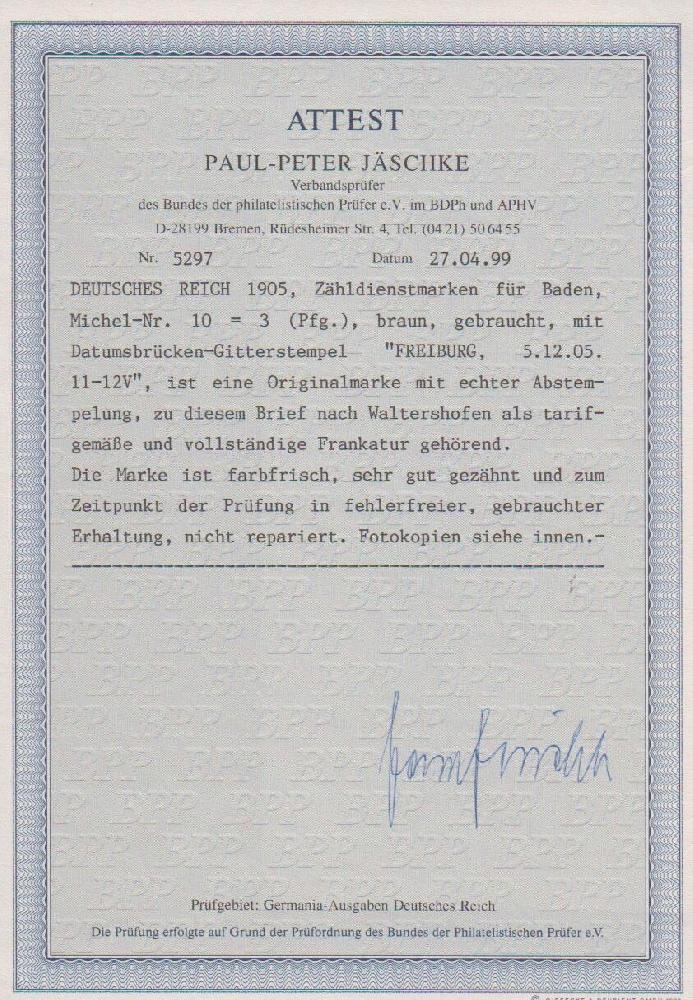 ATTEST
PAUL-PETER JÄSCHKE
Verbandsprüfer
des Bundes der philatelistischen Prüfer e.V. im BDPh und APHV
D-28199 Bremen, Rüdesheimer Str. 4, Tel. (0421) 506455
Nr. 5297 Datum 27.04.99
DEUTSCHES REICH 1905, Zähldienstmarken für Baden,
Michel-Nr. 10 = 3 (Pfg.), braun, gebraucht, mit
Datumsbrücken-Gitterstempel "FREIBURG, 5.12.05.
11-12V", ist eine Originalmarke mit echter Abstem-
pelung, zu diesem Brief nach Waltershofen als tarif-
gemäße und vollständige Frankatur gehörend.
Die Marke ist farbfrisch, sehr gut gezähnt und zum
Zeitpunkt der Prüfung in fehlerfreier, gebrauchter
Erhaltung, nicht repariert. Fotokopien siehe innen.-
Prüfgebiet: Germania-Ausgaben Deutsches Reich
Die Prüfung erfolgte auf Grund der Prüfordnung des Bundes der Philatelistischen Prüfer e.V.